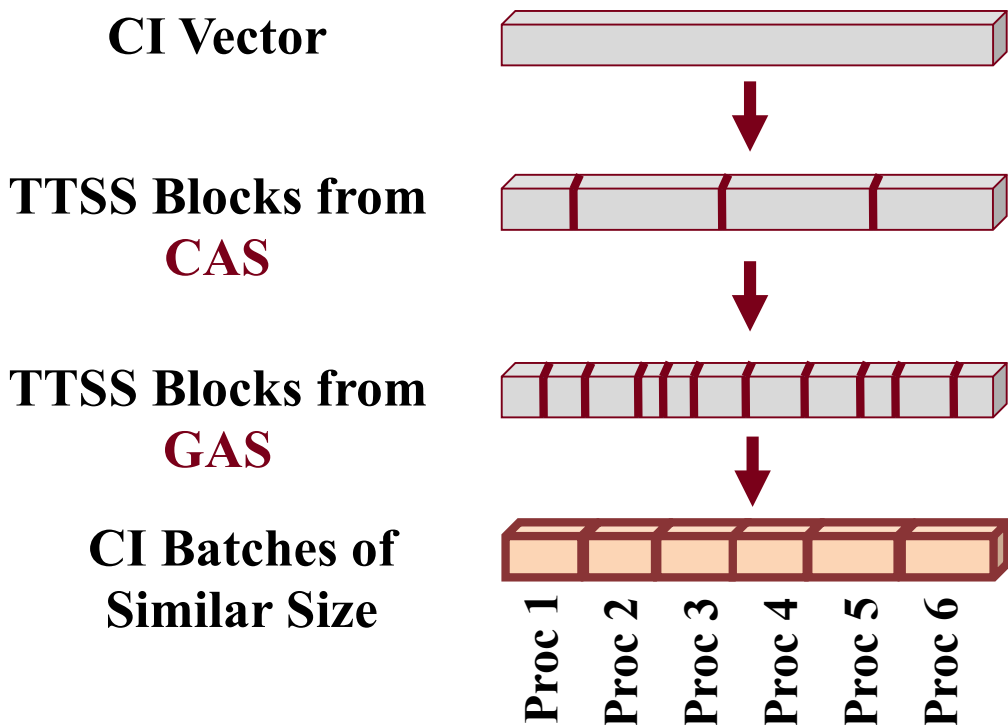 CI Vector
TTSS Blocks from
CAS
TTSS Blocks from
GAS
CI Batches of
Similar Size
Proc 1
Proc 2
Proc 3
Proc 4
Proc 5
Proc 6